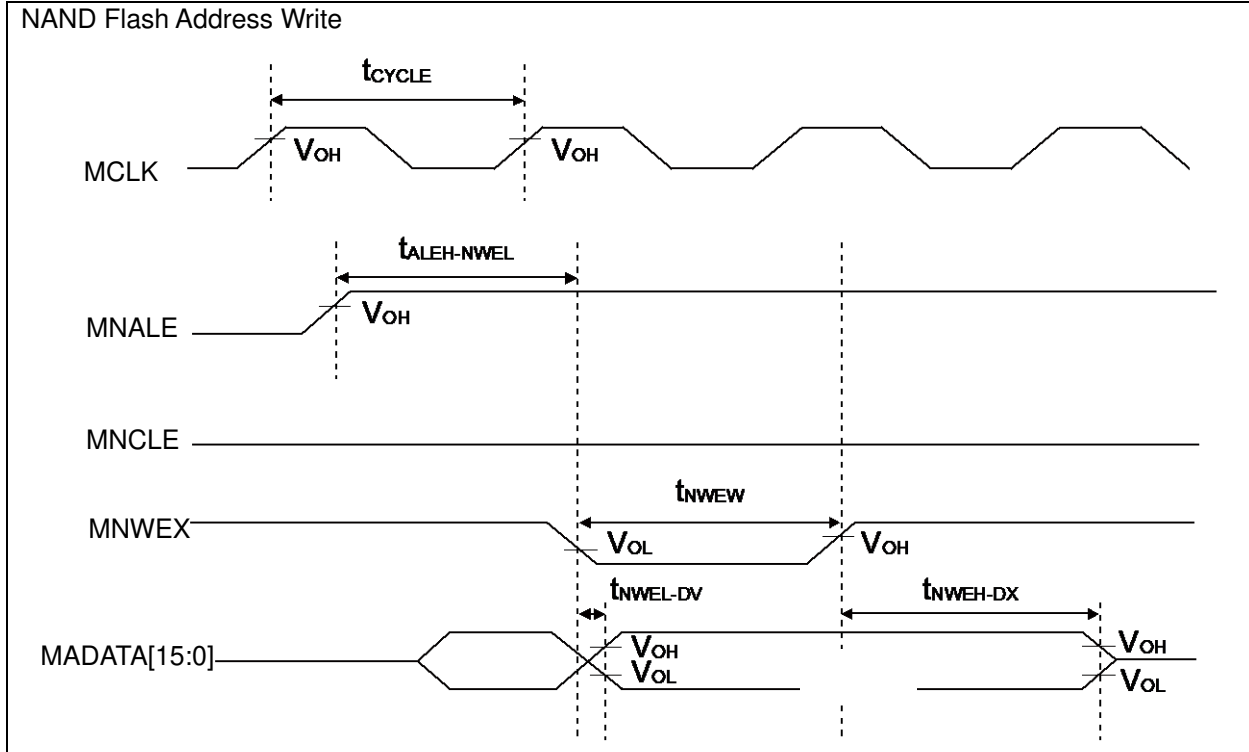 NAND Flash Address Write
tCYCLE
VOH
VOH
MCLK
tALEH-NWEL
VOH
MNALE
MNCLE
tNWEW
MNWEX
VOL
VOH
tNWEL-DV
tNWEH-DX
VOH
VOH
MADATA[15:0]
VOL
VOL